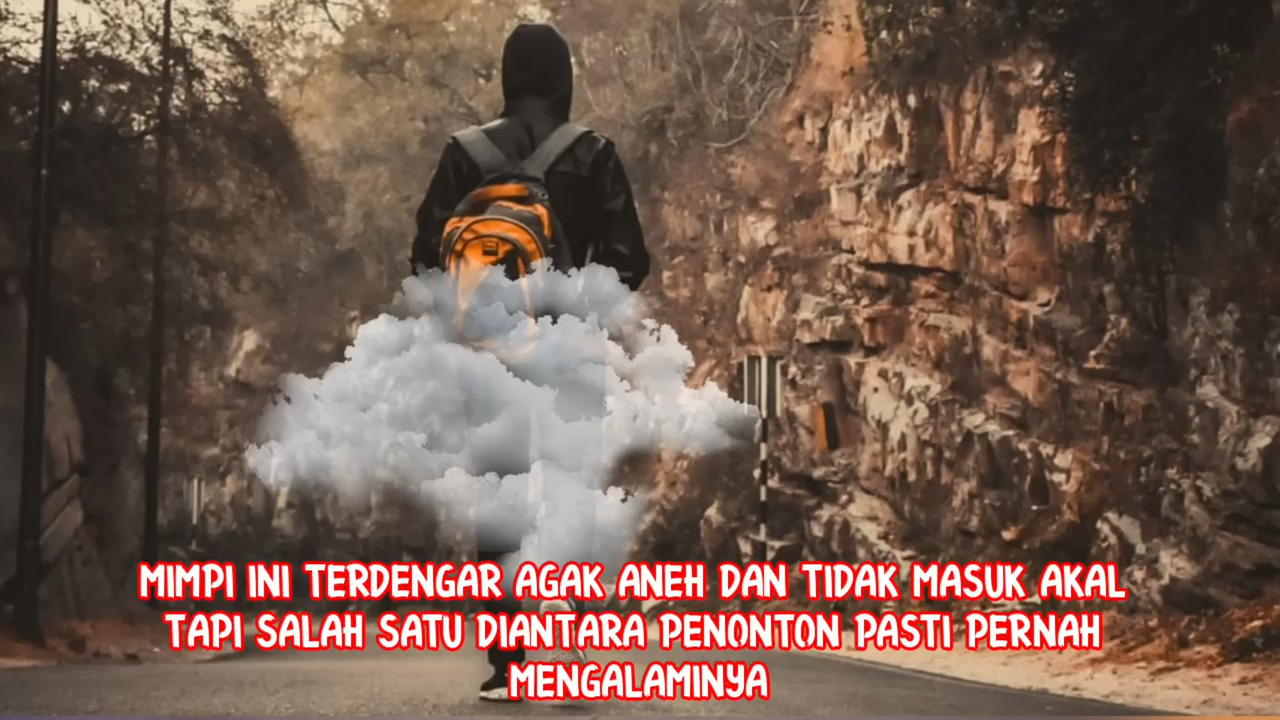 MIMPI INI TERDENGAR AGAK ANEH DAN TIDAK MASUK AKAL
TAPI SALAH SATU DIANTARA PENONTON PASTI PERNAH
MENGALAMINYA